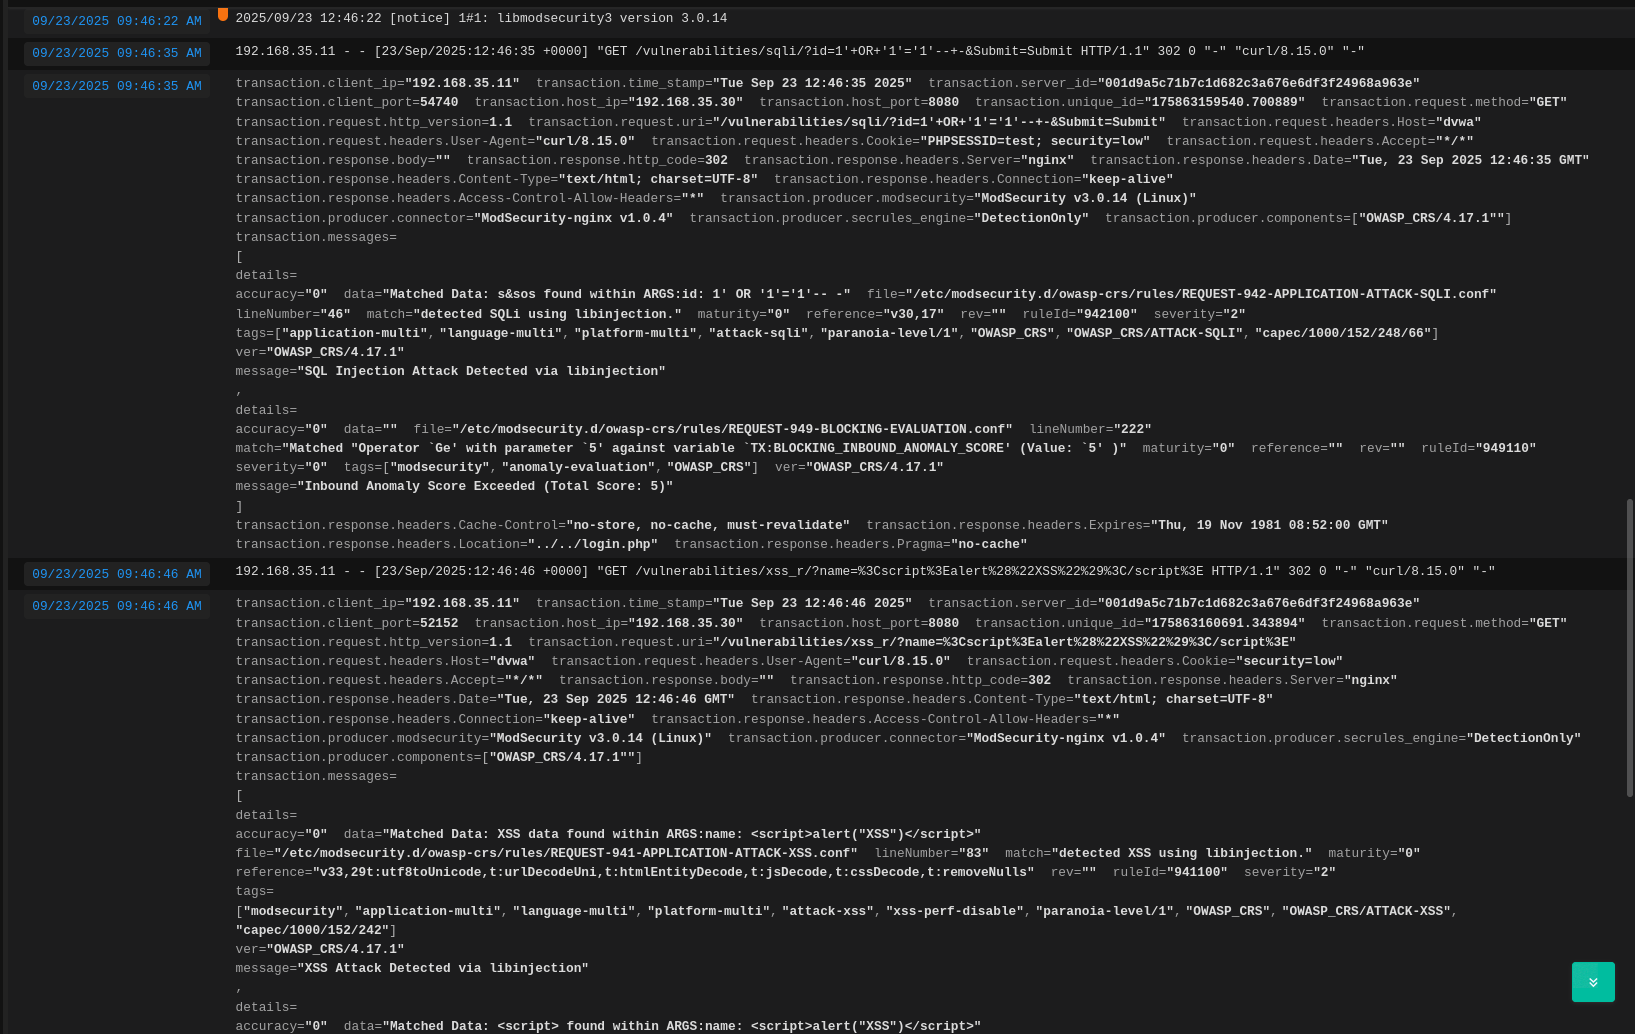 09/23/2025 09:46:22 AM 2025/09/23 12:46:22 [notice] 1#1: libmodsecurity3 version 3.0.14
09/23/2025 09:46:35 AM 192.168.35.11 - - [23/Sep/2025:12:46:35 +0000] "GET /vulnerabilities/sqli/?id=1'+OR+'1'='1'--+-&Submit=Submit HTTP/1.1" 302 0 "-" "curl/8.15.0" "-"
09/23/2025 09:46:35 AM transaction.client_ip="192.168.35.11" transaction.time_stamp="Tue Sep 23 12:46:35 2025" transaction.server_id="001d9a5c71b7c1d682c3a676e6df3f24968a963e"
transaction.client_port=54740 transaction.host_ip="192.168.35.30" transaction.host_port=8080 transaction.unique_id="175863159540.700889" transaction.request.method="GET"
transaction.request.http_version=1.1 transaction.request.uri="/vulnerabilities/sqli/?id=1'+OR+'1'='1'--+-&Submit=Submit" transaction.request.headers.Host="dvwa"
transaction.request.headers.User-Agent="curl/8.15.0" transaction.request.headers.Cookie="PHPSESSID=test; security=low" transaction.request.headers.Accept="*/*"
transaction.response.body="" transaction.response.http_code=302 transaction.response.headers.Server="nginx" transaction.response.headers.Date="Tue, 23 Sep 2025 12:46:35 GMT"
transaction.response.headers.Content-Type="text/html; charset=UTF-8" transaction.response.headers.Connection="keep-alive"
transaction.response.headers.Access-Control-Allow-Headers="*" transaction.producer.modsecurity="ModSecurity v3.0.14 (Linux)"
transaction.producer.connector="ModSecurity-nginx v1.0.4" transaction.producer.secrules_engine="DetectionOnly" transaction.producer.components=["OWASP_CRS/4.17.1""]
transaction.messages=
[
details=
accuracy="0" data="Matched Data: s&sos found within ARGS:id: 1' OR '1'='1'-- -" file="/etc/modsecurity.d/owasp-crs/rules/REQUEST-942-APPLICATION-ATTACK-SQLI.conf"
lineNumber="46" match="detected SQLi using libinjection." maturity="0" reference="v30,17" rev="" ruleId="942100" severity="2"
tags=["application-multi", "language-multi", "platform-multi", "attack-sqli", "paranoia-level/1", "OWASP_CRS", "OWASP_CRS/ATTACK-SQLI", "capec/1000/152/248/66"]
ver="OWASP_CRS/4.17.1"
message="SQL Injection Attack Detected via libinjection"
,
details=
accuracy="0" data="" file="/etc/modsecurity.d/owasp-crs/rules/REQUEST-949-BLOCKING-EVALUATION.conf" lineNumber="222"
match="Matched "Operator `Ge' with parameter `5' against variable `TX:BLOCKING_INBOUND_ANOMALY_SCORE' (Value: `5' )" maturity="0" reference="" rev="" ruleId="949110"
severity="0" tags=["modsecurity", "anomaly-evaluation", "OWASP_CRS"] ver="OWASP_CRS/4.17.1"
message="Inbound Anomaly Score Exceeded (Total Score: 5)"
]
transaction.response.headers.Cache-Control="no-store, no-cache, must-revalidate" transaction.response.headers.Expires="Thu, 19 Nov 1981 08:52:00 GMT"
transaction.response.headers.Location="../../login.php" transaction.response.headers.Pragma="no-cache"
09/23/2025 09:46:46 AM 192.168.35.11 - - [23/Sep/2025:12:46:46 +0000] "GET /vulnerabilities/xss_r/?name=%3Cscript%3Ealert%28%22XSS%22%29%3C/script%3E HTTP/1.1" 302 0 "-" "curl/8.15.0" "-"
09/23/2025 09:46:46 AM transaction.client_ip="192.168.35.11" transaction.time_stamp="Tue Sep 23 12:46:46 2025" transaction.server_id="001d9a5c71b7c1d682c3a676e6df3f24968a963e"
transaction.client_port=52152 transaction.host_ip="192.168.35.30" transaction.host_port=8080 transaction.unique_id="175863160691.343894" transaction.request.method="GET"
transaction.request.http_version=1.1 transaction.request.uri="/vulnerabilities/xss_r/?name=%3Cscript%3Ealert%28%22XSS%22%29%3C/script%3E"
transaction.request.headers.Host="dvwa" transaction.request.headers.User-Agent="curl/8.15.0" transaction.request.headers.Cookie="security=low"
transaction.request.headers.Accept="*/*" transaction.response.body="" transaction.response.http_code=302 transaction.response.headers.Server="nginx"
transaction.response.headers.Date="Tue, 23 Sep 2025 12:46:46 GMT" transaction.response.headers.Content-Type="text/html; charset=UTF-8"
transaction.response.headers.Connection="keep-alive" transaction.response.headers.Access-Control-Allow-Headers="*"
transaction.producer.modsecurity="ModSecurity v3.0.14 (Linux)" transaction.producer.connector="ModSecurity-nginx v1.0.4" transaction.producer.secrules_engine="DetectionOnly"
transaction.producer.components=["OWASP_CRS/4.17.1""]
transaction.messages=
[
details=
accuracy="0" data="Matched Data: XSS data found within ARGS:name: <script>alert("XSS")</script>"
file="/etc/modsecurity.d/owasp-crs/rules/REQUEST-941-APPLICATION-ATTACK-XSS.conf" lineNumber="83" match="detected XSS using libinjection." maturity="0"
reference="v33,29t:utf8toUnicode,t:urlDecodeUni,t:htmlEntityDecode,t:jsDecode,t:cssDecode,t:removeNulls" rev="" ruleId="941100" severity="2"
tags=
["modsecurity", "application-multi", "language-multi", "platform-multi", "attack-xss", "xss-perf-disable", "paranoia-level/1", "OWASP_CRS", "OWASP_CRS/ATTACK-XSS",
"capec/1000/152/242"]
ver="OWASP_CRS/4.17.1"
message="XSS Attack Detected via libinjection"
,
details=
accuracy="0" data="Matched Data: <script> found within ARGS:name: <script>alert("XSS")</script>"